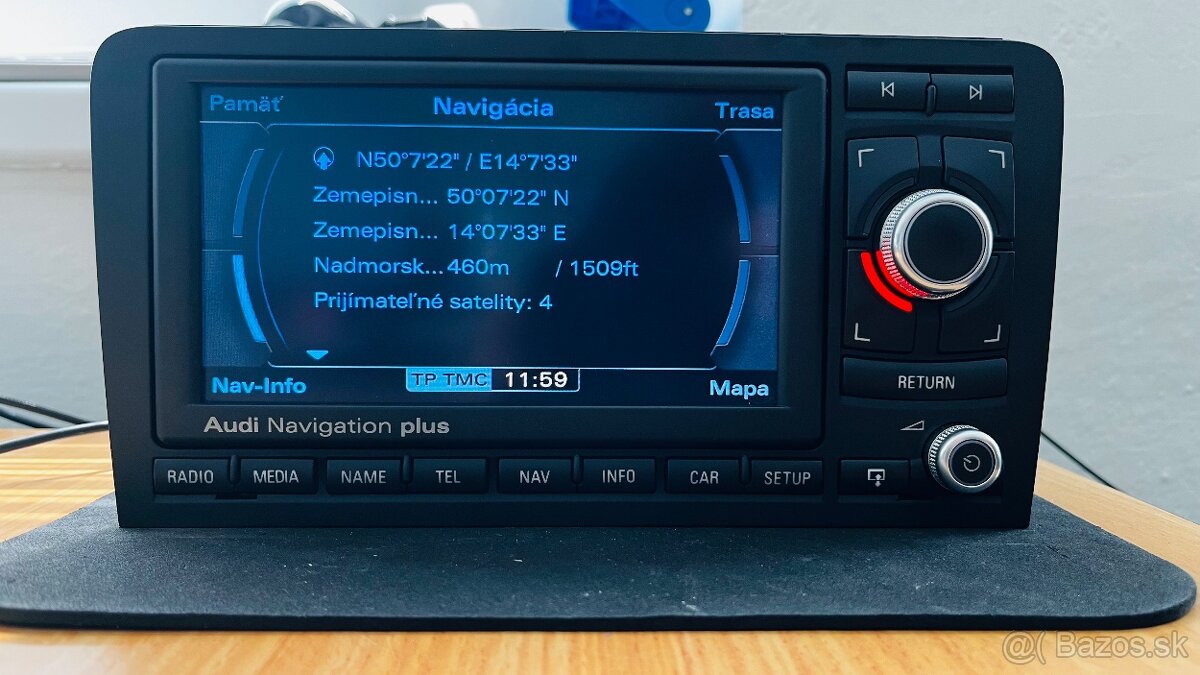 Pamäť Navigácia Trasa
N50°7'22" / E14°7'33"
Zemepisn... 50°07'22" N
Zemepisn... 14°07'33" E
Nadmorsk... 460m / 1509ft
Prijímateľné satelity: 4
Nav-Info TP TMC 11:59 Mapa
Audi Navigation plus
RETURN
RADIO MEDIA NAME TEL NAV INFO CAR SETUP
@( Bazos.sk